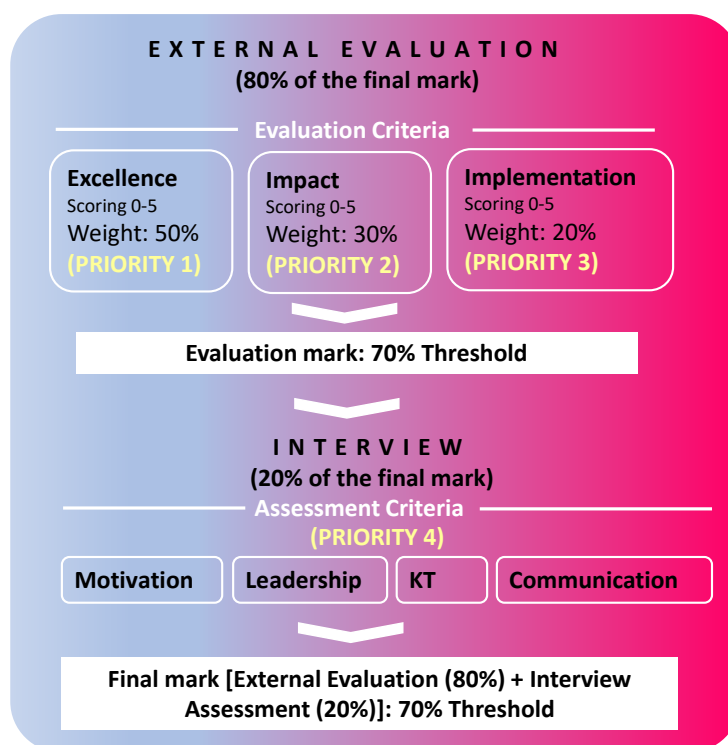 EXTERNAL EVALUATION
(80% of the final mark)
Evaluation Criteria
Excellence
Scoring 0-5
Weight: 50%
(PRIORITY 1)
Impact
Scoring 0-5
Weight: 30%
(PRIORITY 2)
Implementation
Scoring 0-5
Weight: 20%
(PRIORITY 3)
Evaluation mark: 70% Threshold
INTERVIEW
(20% of the final mark)
Assessment Criteria
(PRIORITY 4)
Motivation
Leadership
KT
Communication
Final mark [External Evaluation (80%) + Interview
Assessment (20%)]: 70% Threshold